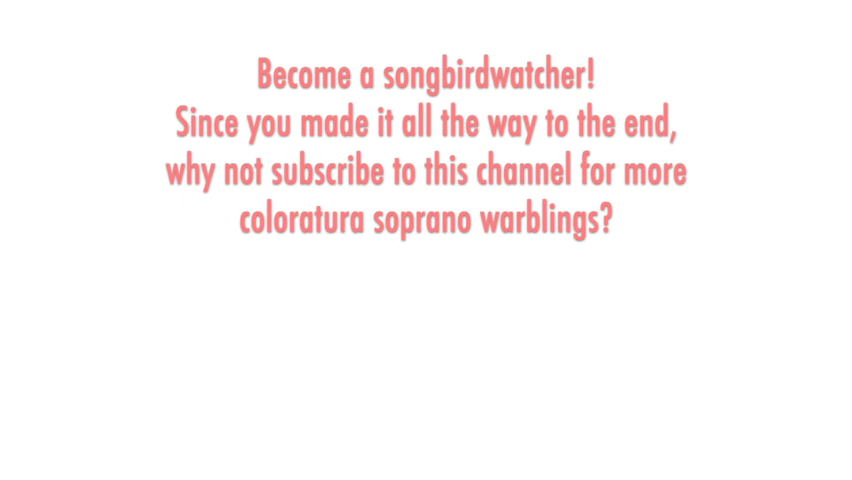 Become a songbirdwatcher!
Since you made it all the way to the end,
why not subscribe to this channel for more
coloratura soprano warblings?